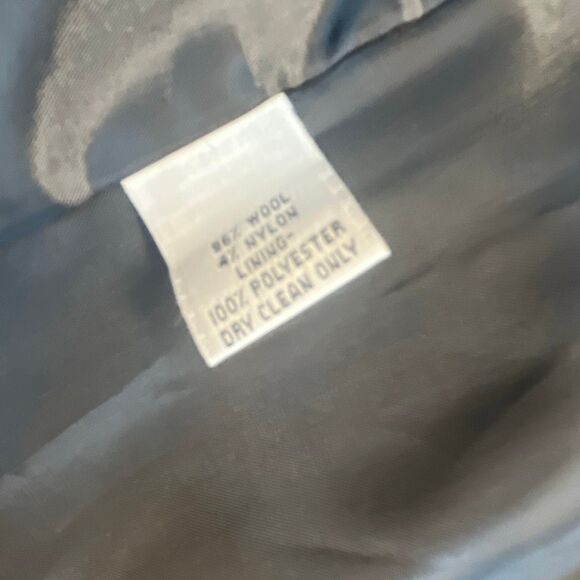 96% WOOL
4% NYLON
LINING-
100% POLYESTER
DRY CLEAN ONLY